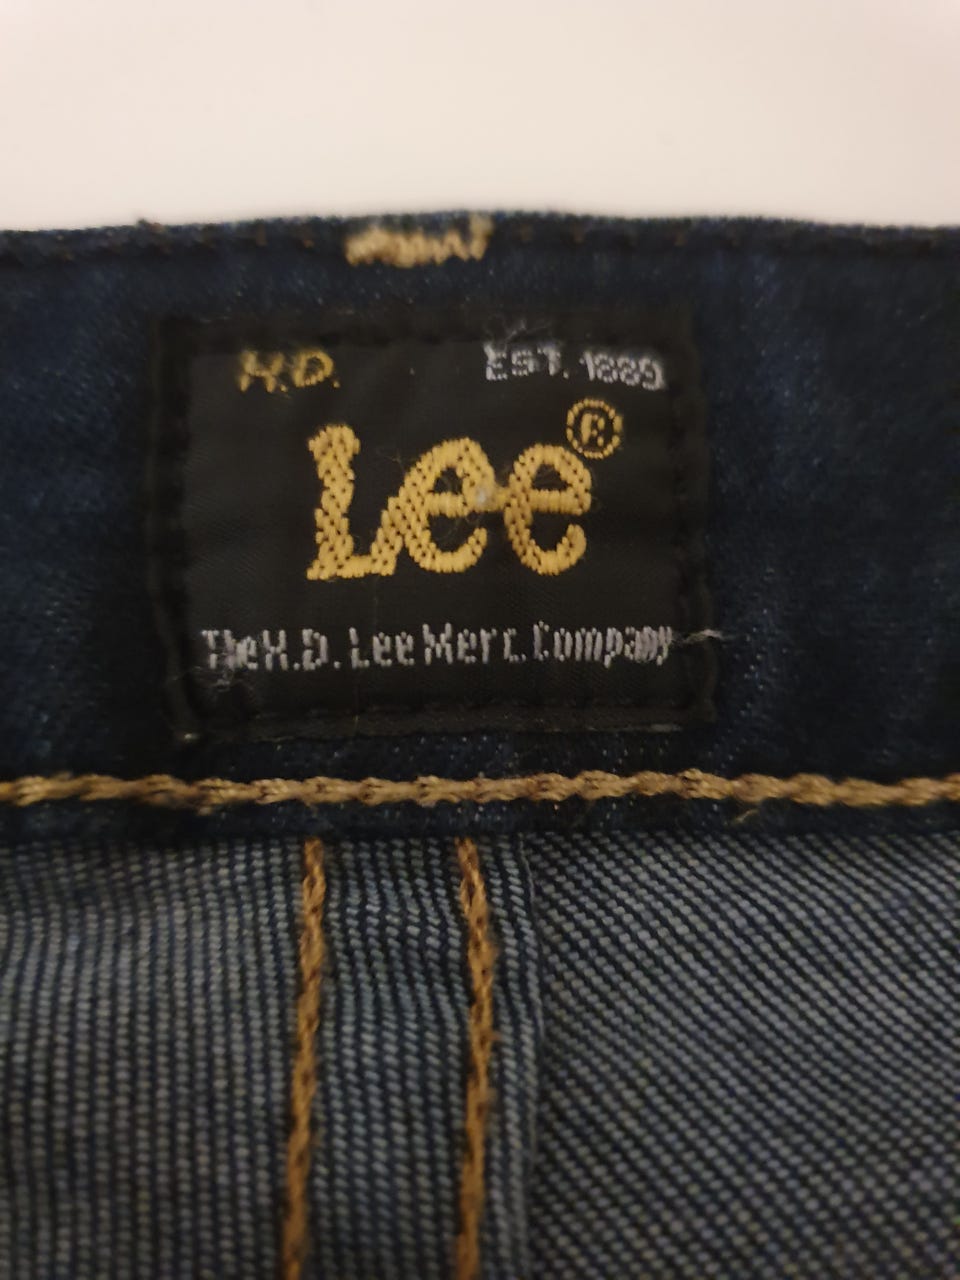 H.D. EST. 1889
Lee®
The H.D. Lee Merc. Company